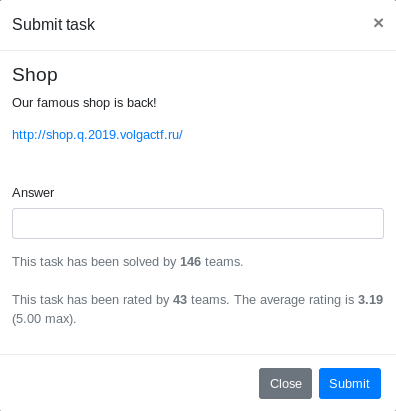 Submit task
×
Shop
Our famous shop is back!
http://shop.q.2019.volgactf.ru/
Answer
This task has been solved by 146 teams.
This task has been rated by 43 teams. The average rating is 3.19
(5.00 max).
Close Submit